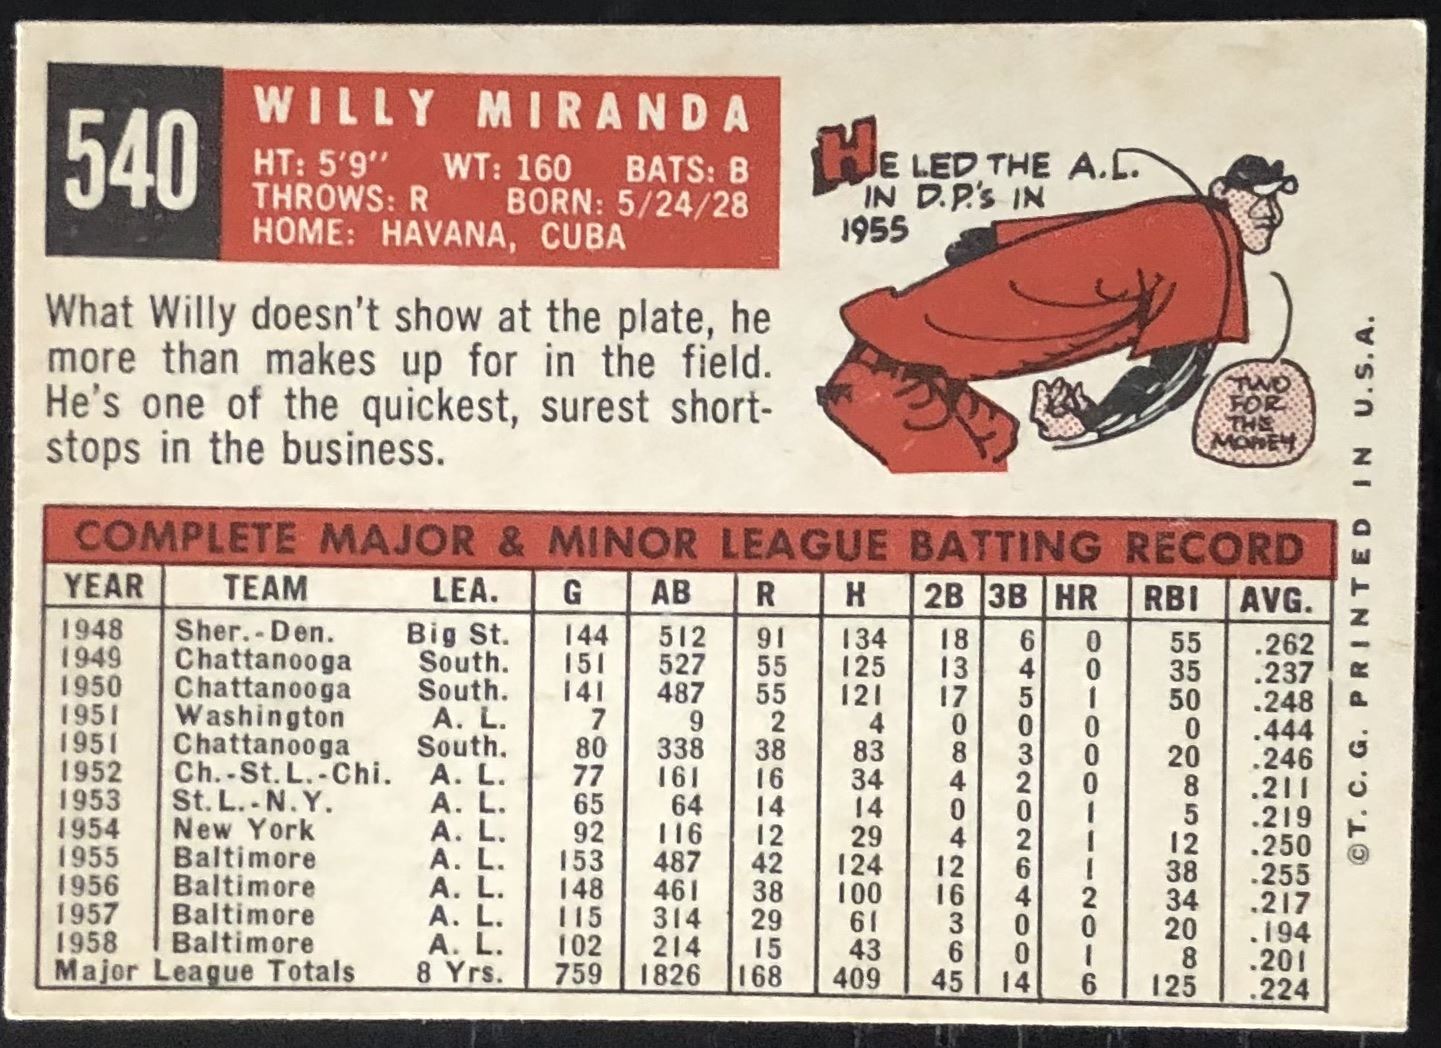 540
WILLY MIRANDA
HT: 5'9" WT: 160 BATS: B
THROWS: R BORN: 5/24/28
HOME: HAVANA, CUBA
HE LED THE A.L.
IN D.P.'s IN
1955
TWO
FOR
THE
MONEY
What Willy doesn't show at the plate, he
more than makes up for in the field.
He's one of the quickest, surest short-
stops in the business.
COMPLETE MAJOR & MINOR LEAGUE BATTING RECORD
YEAR TEAM LEA. G AB R H 2B 3B HR RBI AVG.
1948 Sher.-Den. Big St. 144 512 91 134 18 6 0 55 .262
1949 Chattanooga South. 151 527 55 125 13 4 0 35 .237
1950 Chattanooga South. 141 487 55 121 17 5 1 50 .248
1951 Washington A. L. 7 9 2 4 0 0 0 0 .444
1951 Chattanooga South. 80 338 38 83 8 3 0 20 .246
1952 Ch.-St.L.-Chi. A. L. 77 161 16 34 4 2 0 8 .211
1953 St.L.-N.Y. A. L. 65 64 14 14 0 0 1 5 .219
1954 New York A. L. 92 116 12 29 4 2 1 12 .250
1955 Baltimore A. L. 153 487 42 124 12 6 1 38 .255
1956 Baltimore A. L. 148 461 38 100 16 4 2 34 .217
1957 Baltimore A. L. 115 314 29 61 3 0 0 20 .194
1958 Baltimore A. L. 102 214 15 43 6 0 1 8 .201
Major League Totals 8 Yrs. 759 1826 168 409 45 14 6 125 .224
©T.C.G. PRINTED IN U.S.A.